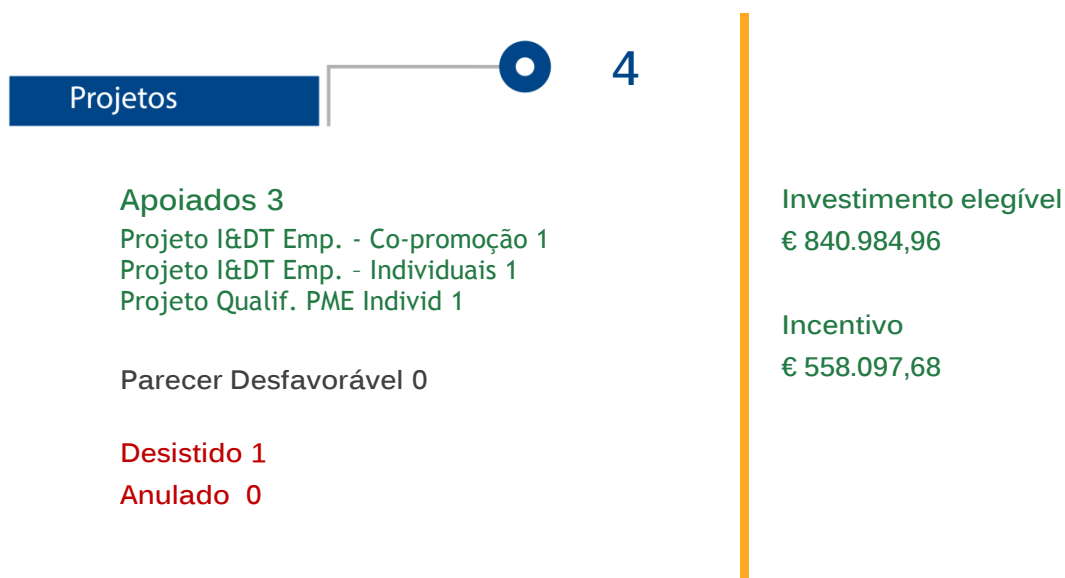 4
Projetos
Apoiados 3
Projeto I&DT Emp. - Co-promoção 1
Projeto I&DT Emp. – Individuais 1
Projeto Qualif. PME Individ 1
Parecer Desfavorável 0
Desistido 1
Anulado 0
Investimento elegível
€ 840.984,96
Incentivo
€ 558.097,68